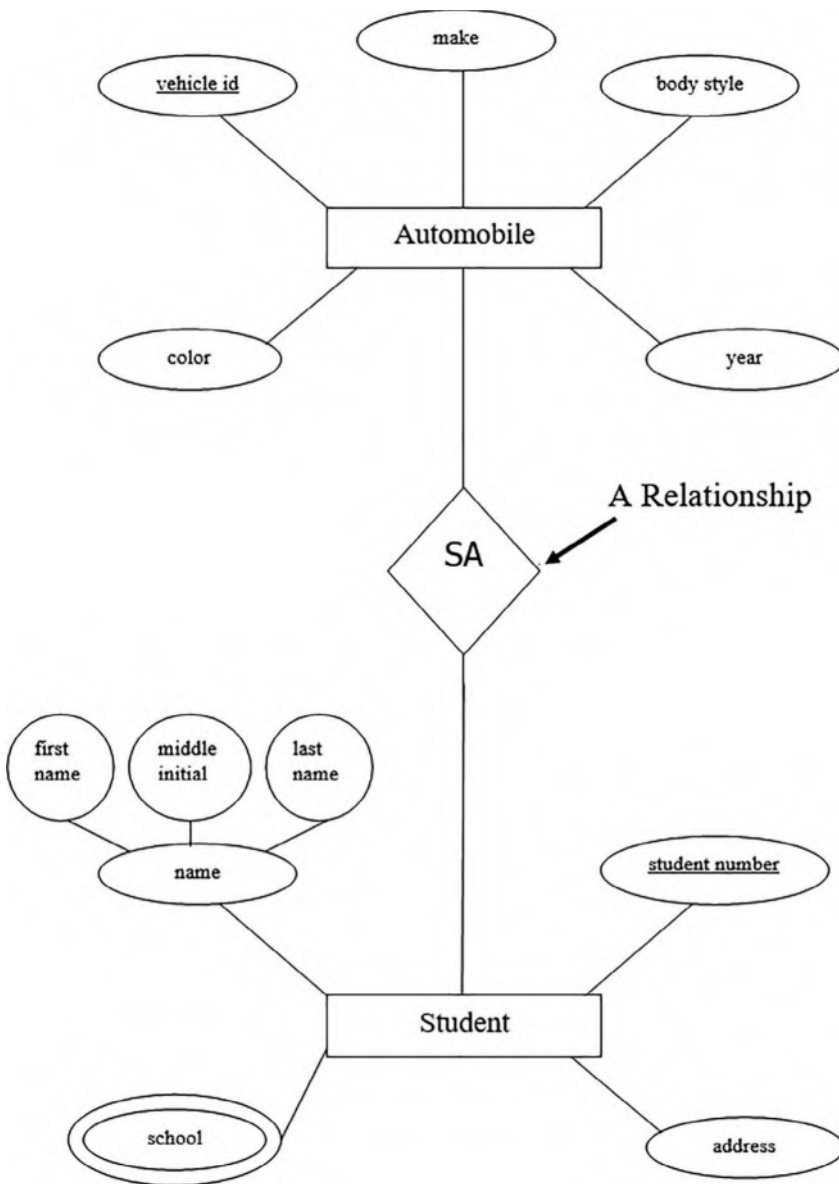 make
vehicle id
body style
Automobile
color
year
A Relationship
SA
first
name
middle
initial
last
name
name
student number
Student
school
address